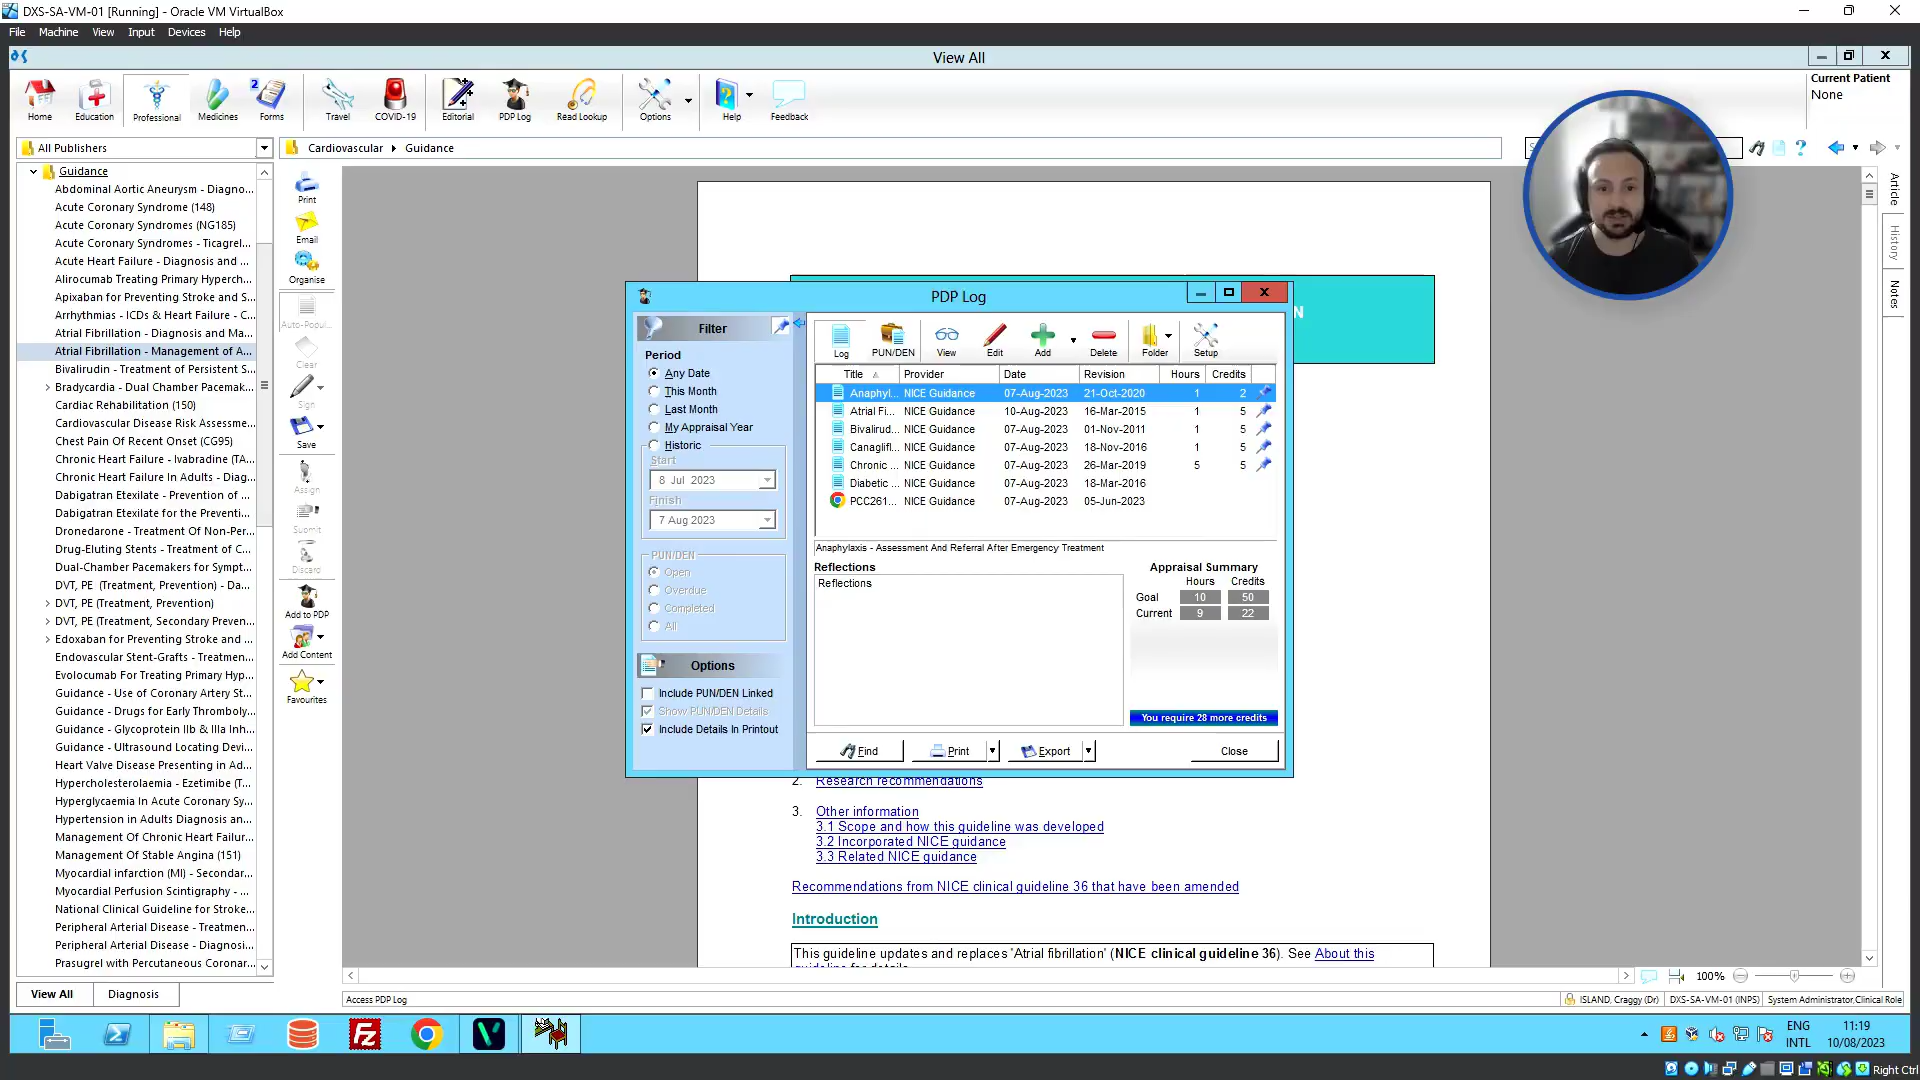 DXS-SA-VM-01 [Running] - Oracle VM VirtualBox
File Machine View Input Devices Help
View All
Home Education Professional Medicines 2 Forms Travel COVID-19 Editorial PDP Log Read Lookup Options Help Feedback
Current Patient
None
All Publishers
Cardiovascular Guidance
Guidance
Abdominal Aortic Aneurysm - Diagno...
Acute Coronary Syndrome (148)
Acute Coronary Syndromes (NG185)
Acute Coronary Syndromes - Ticagrel...
Acute Heart Failure - Diagnosis and ...
Alirocumab Treating Primary Hyperch...
Apixaban for Preventing Stroke and S...
Arrhythmias - ICDs & Heart Failure - C...
Atrial Fibrillation - Diagnosis and Ma...
Atrial Fibrillation - Management of A...
Bivalirudin - Treatment of Persistent S...
Bradycardia - Dual Chamber Pacemak...
Cardiac Rehabilitation (150)
Cardiovascular Disease Risk Assessme...
Chest Pain Of Recent Onset (CG95)
Chronic Heart Failure - Ivabradine (TA...
Chronic Heart Failure In Adults - Diag...
Dabigatran Etexilate - Prevention of ...
Dabigatran Etexilate for the Preventi...
Dronedarone - Treatment Of Non-Per...
Drug-Eluting Stents - Treatment of C...
Dual-Chamber Pacemakers for Sympt...
DVT, PE (Treatment, Prevention) - Da...
DVT, PE (Treatment, Prevention)
DVT, PE (Treatment, Secondary Preven...
Edoxaban for Preventing Stroke and ...
Endovascular Stent-Grafts - Treatmen...
Evolocumab For Treating Primary Hyp...
Guidance - Use of Coronary Artery St...
Guidance - Drugs for Early Thromboly...
Guidance - Glycoprotein IIb & IIIa Inh...
Guidance - Ultrasound Locating Devi...
Heart Valve Disease Presenting in Ad...
Hypercholesterolaemia - Ezetimibe (T...
Hyperglycaemia In Acute Coronary Sy...
Hypertension in Adults Diagnosis an...
Management Of Chronic Heart Failur...
Management Of Stable Angina (151)
Myocardial infarction (MI) - Secondar...
Myocardial Perfusion Scintigraphy - ...
National Clinical Guideline for Stroke...
Peripheral Arterial Disease - Treatmen...
Peripheral Arterial Disease - Diagnosi...
Prasugrel with Percutaneous Coronar...
View All Diagnosis
Print
Email
Organise
Auto-Popul...
Clear
Sign
Save
Assign
Submit
Discard
Add to PDP
Add Content
Favourites
Article
History
Notes
N
PDP Log
Filter
Period
Any Date
This Month
Last Month
My Appraisal Year
Historic
Start
8 Jul 2023
Finish
7 Aug 2023
PUN/DEN
Open
Overdue
Completed
All
Options
Include PUN/DEN Linked
Show PUN/DEN Details
Include Details In Printout
Log PUN/DEN View Edit Add Delete Folder Setup
Title Provider Date Revision Hours Credits
Anaphyl... NICE Guidance 07-Aug-2023 21-Oct-2020 1 2
Atrial Fi... NICE Guidance 10-Aug-2023 16-Mar-2015 1 5
Bivalirud... NICE Guidance 07-Aug-2023 01-Nov-2011 1 5
Canaglifl... NICE Guidance 07-Aug-2023 18-Nov-2016 1 5
Chronic ... NICE Guidance 07-Aug-2023 26-Mar-2019 5 5
Diabetic ... NICE Guidance 07-Aug-2023 18-Mar-2016
PCC261... NICE Guidance 07-Aug-2023 05-Jun-2023
Anaphylaxis - Assessment And Referral After Emergency Treatment
Reflections
Reflections
Appraisal Summary
Hours Credits
Goal 10 50
Current 9 22
You require 28 more credits
Find Print Export Close
2. Research recommendations
3. Other information
3.1 Scope and how this guideline was developed
3.2 Incorporated NICE guidance
3.3 Related NICE guidance
Recommendations from NICE clinical guideline 36 that have been amended
Introduction
This guideline updates and replaces 'Atrial fibrillation' (NICE clinical guideline 36). See About this
100%
Access PDP Log
ISLAND, Craggy (Dr) DXS-SA-VM-01 (INPS) System Administrator,Clinical Role
ENG
INTL
11:19
10/08/2023
Right Ctrl